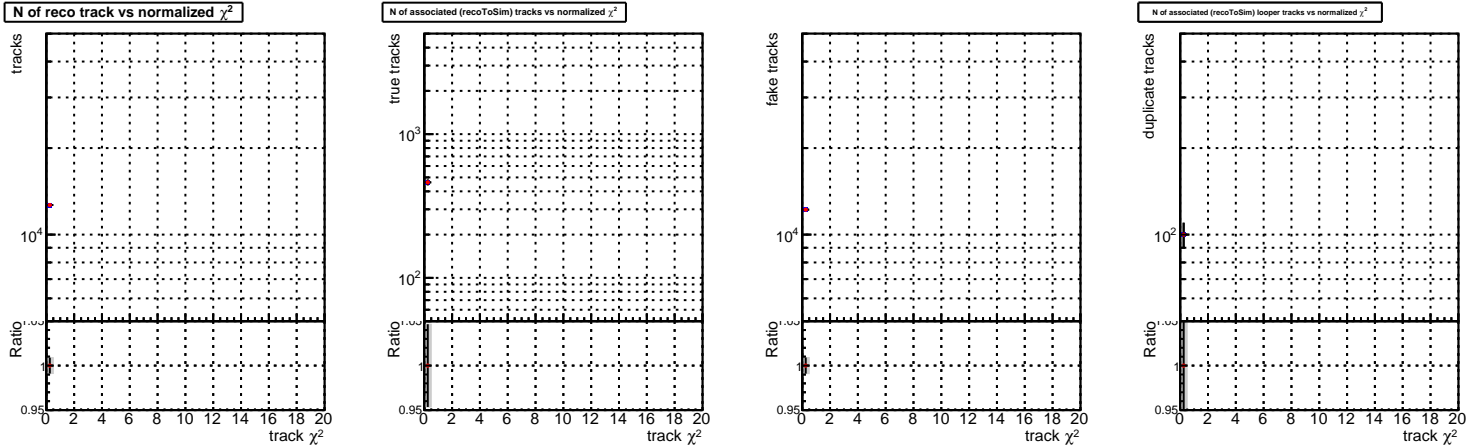 N of reco track vs normalized χ²
tracks
10⁴
Ratio
1
0.95
0 2 4 6 8 10 12 14 16 18 20
track χ²
N of associated (recoToSim) tracks vs normalized χ²
true tracks
10³
10²
Ratio
1
0.95
0 2 4 6 8 10 12 14 16 18 20
track χ²
fake tracks
10⁴
Ratio
1
0.95
0 2 4 6 8 10 12 14 16 18 20
track χ²
N of associated (recoToSim) looper tracks vs normalized χ²
duplicate tracks
10²
Ratio
1
0.95
0 2 4 6 8 10 12 14 16 18 20
track χ²